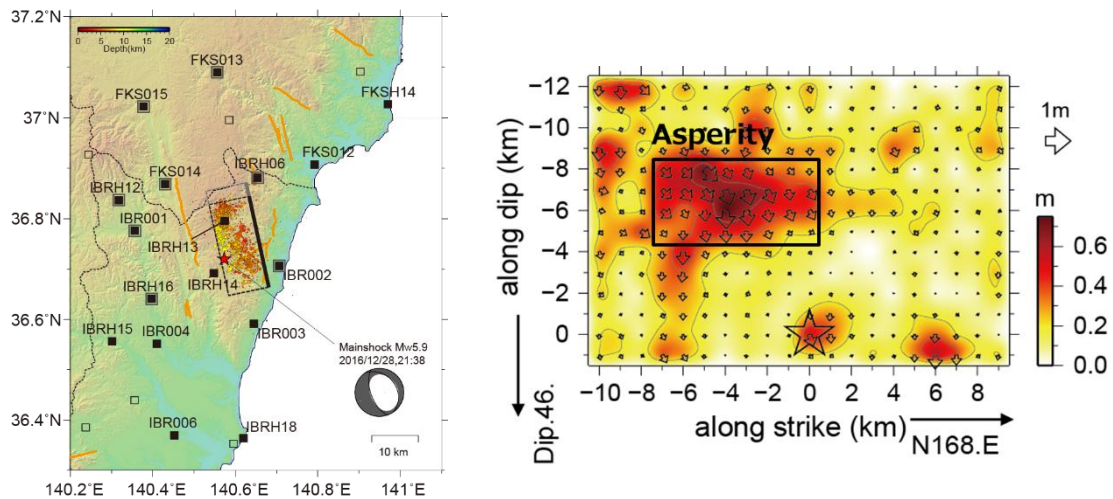 37.2°N
0 5 10 15 20
Depth(km)
FKS013
FKSH14
FKS015
37°N
FKS012
IBRH06
FKS014
IBRH12
IBR001
36.8°N
IBRH13
IBR002
IBRH14
IBRH16
36.6°N
IBRH15
IBR004
IBR003
Mainshock Mw5.9
2016/12/28,21:38
36.4°N
IBR006
IBRH18
10 km
140.2°E 140.4°E 140.6°E 140.8°E 141°E
−12
−10
−8
−6
−4
−2
0
along dip (km)
Dip.46.
Asperity
−10 −8 −6 −4 −2 0 2 4 6 8
along strike (km)
N168.E
1m
m
0.6
0.4
0.2
0.0